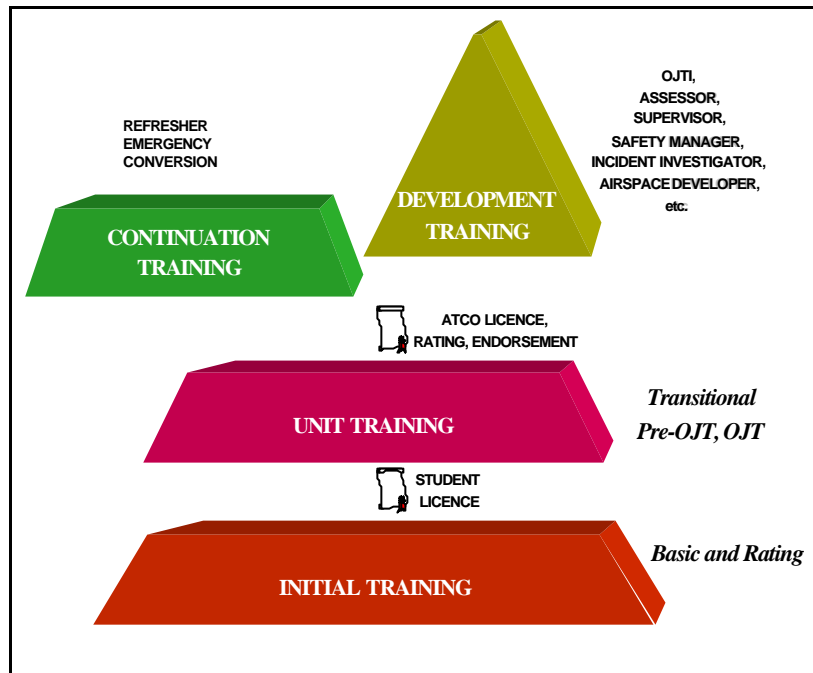 REFRESHER
EMERGENCY
CONVERSION
CONTINUATION
TRAINING
DEVELOPMENT
TRAINING
OJTI,
ASSESSOR,
SUPERVISOR,
SAFETY MANAGER,
INCIDENT INVESTIGATOR,
AIRSPACE DEVELOPER,
etc.
ATCO LICENCE,
RATING, ENDORSEMENT
UNIT TRAINING
Transitional
Pre-OJT, OJT
STUDENT
LICENCE
INITIAL TRAINING
Basic and Rating